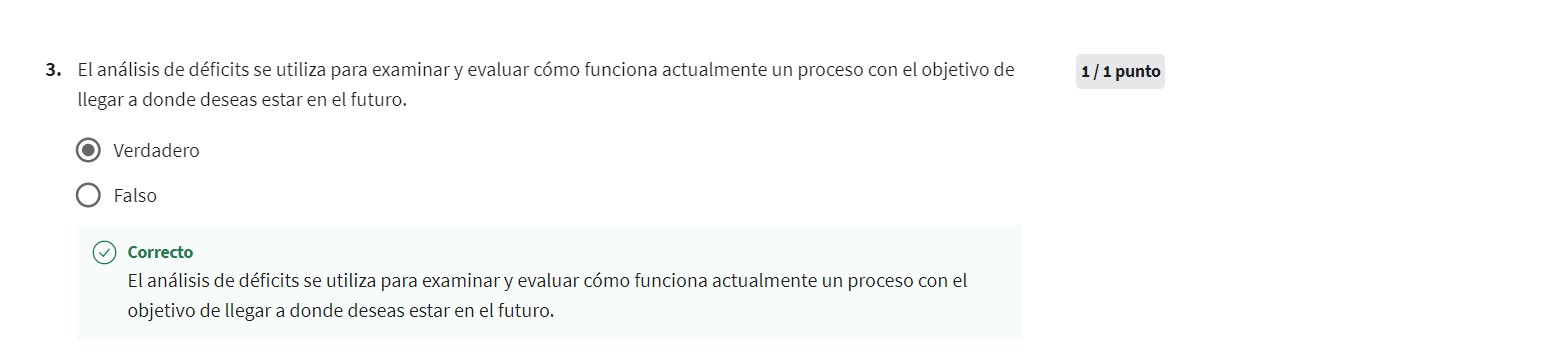 3. El análisis de déficits se utiliza para examinar y evaluar cómo funciona actualmente un proceso con el objetivo de
llegar a donde deseas estar en el futuro.
1 / 1 punto
Verdadero
Falso
Correcto
El análisis de déficits se utiliza para examinar y evaluar cómo funciona actualmente un proceso con el
objetivo de llegar a donde deseas estar en el futuro.